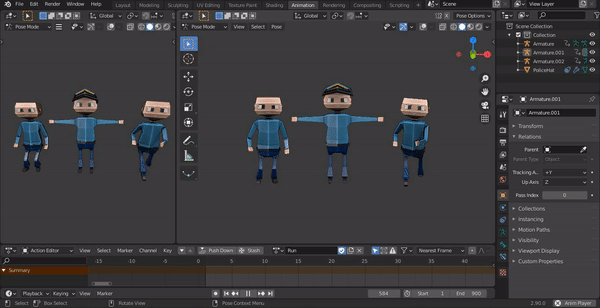 File Edit Render Window Help Layout Modeling Sculpting UV Editing Texture Paint Shading Animation Rendering Compositing Scripting Scene View Layer
Global Global
Pose Mode View Select Pose Pose Mode View Select Pose Pose Options
Scene Collection
Collection
Armature
Armature.001
Armature.002
PoliceHat
Armature.001
Armature.001
Transform
Relations
Parent
Parent Type Object
Tracking A.. +Y
Up Axis Z
Pass Index 0
Collections
Instancing
Motion Paths
Visibility
Viewport Display
Custom Properties
Action Editor View Select Marker Channel Key Push Down Stash Run Nearest Frame
-15 -10 -5 0 5 10 15 20 25 30 35 40
Summary
Playback Keying View Marker 584 Start 1 End 900
Select Box Select Rotate View Pose Context Menu 2.90.0 Anim Player